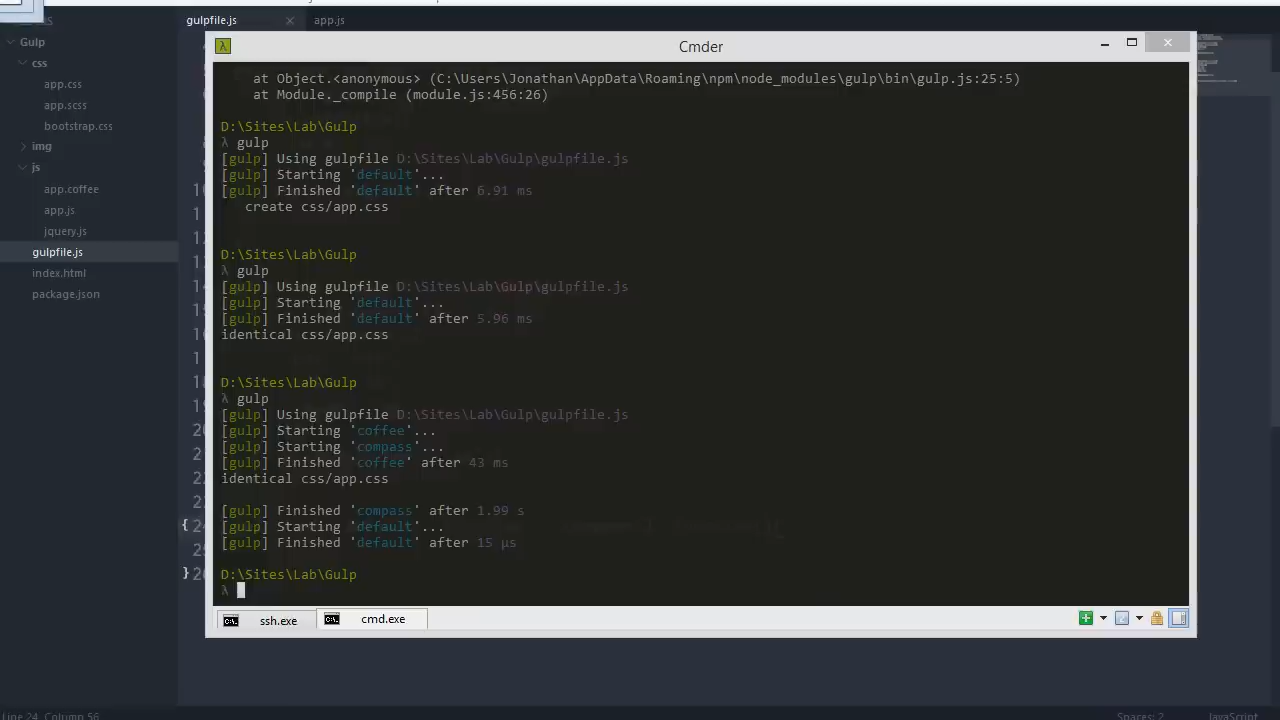 gulpfile.js
app.js
Gulp
css
app.css
app.scss
bootstrap.css
img
js
app.coffee
app.js
jquery.js
gulpfile.js
index.html
package.json
Cmder
at Object.<anonymous> (C:\Users\Jonathan\AppData\Roaming\npm\node_modules\gulp\bin\gulp.js:25:5)
at Module._compile (module.js:456:26)
D:\Sites\Lab\Gulp
λ gulp
[gulp] Using gulpfile D:\Sites\Lab\Gulp\gulpfile.js
[gulp] Starting 'default'...
[gulp] Finished 'default' after 6.91 ms
create css/app.css
D:\Sites\Lab\Gulp
λ gulp
[gulp] Using gulpfile D:\Sites\Lab\Gulp\gulpfile.js
[gulp] Starting 'default'...
[gulp] Finished 'default' after 5.96 ms
identical css/app.css
D:\Sites\Lab\Gulp
λ gulp
[gulp] Using gulpfile D:\Sites\Lab\Gulp\gulpfile.js
[gulp] Starting 'coffee'...
[gulp] Starting 'compass'...
[gulp] Finished 'coffee' after 43 ms
identical css/app.css
[gulp] Finished 'compass' after 1.99 s
[gulp] Starting 'default'...
[gulp] Finished 'default' after 15 μs
D:\Sites\Lab\Gulp
λ
ssh.exe
cmd.exe
Line 24, Column 56
Spaces: 2
JavaScript